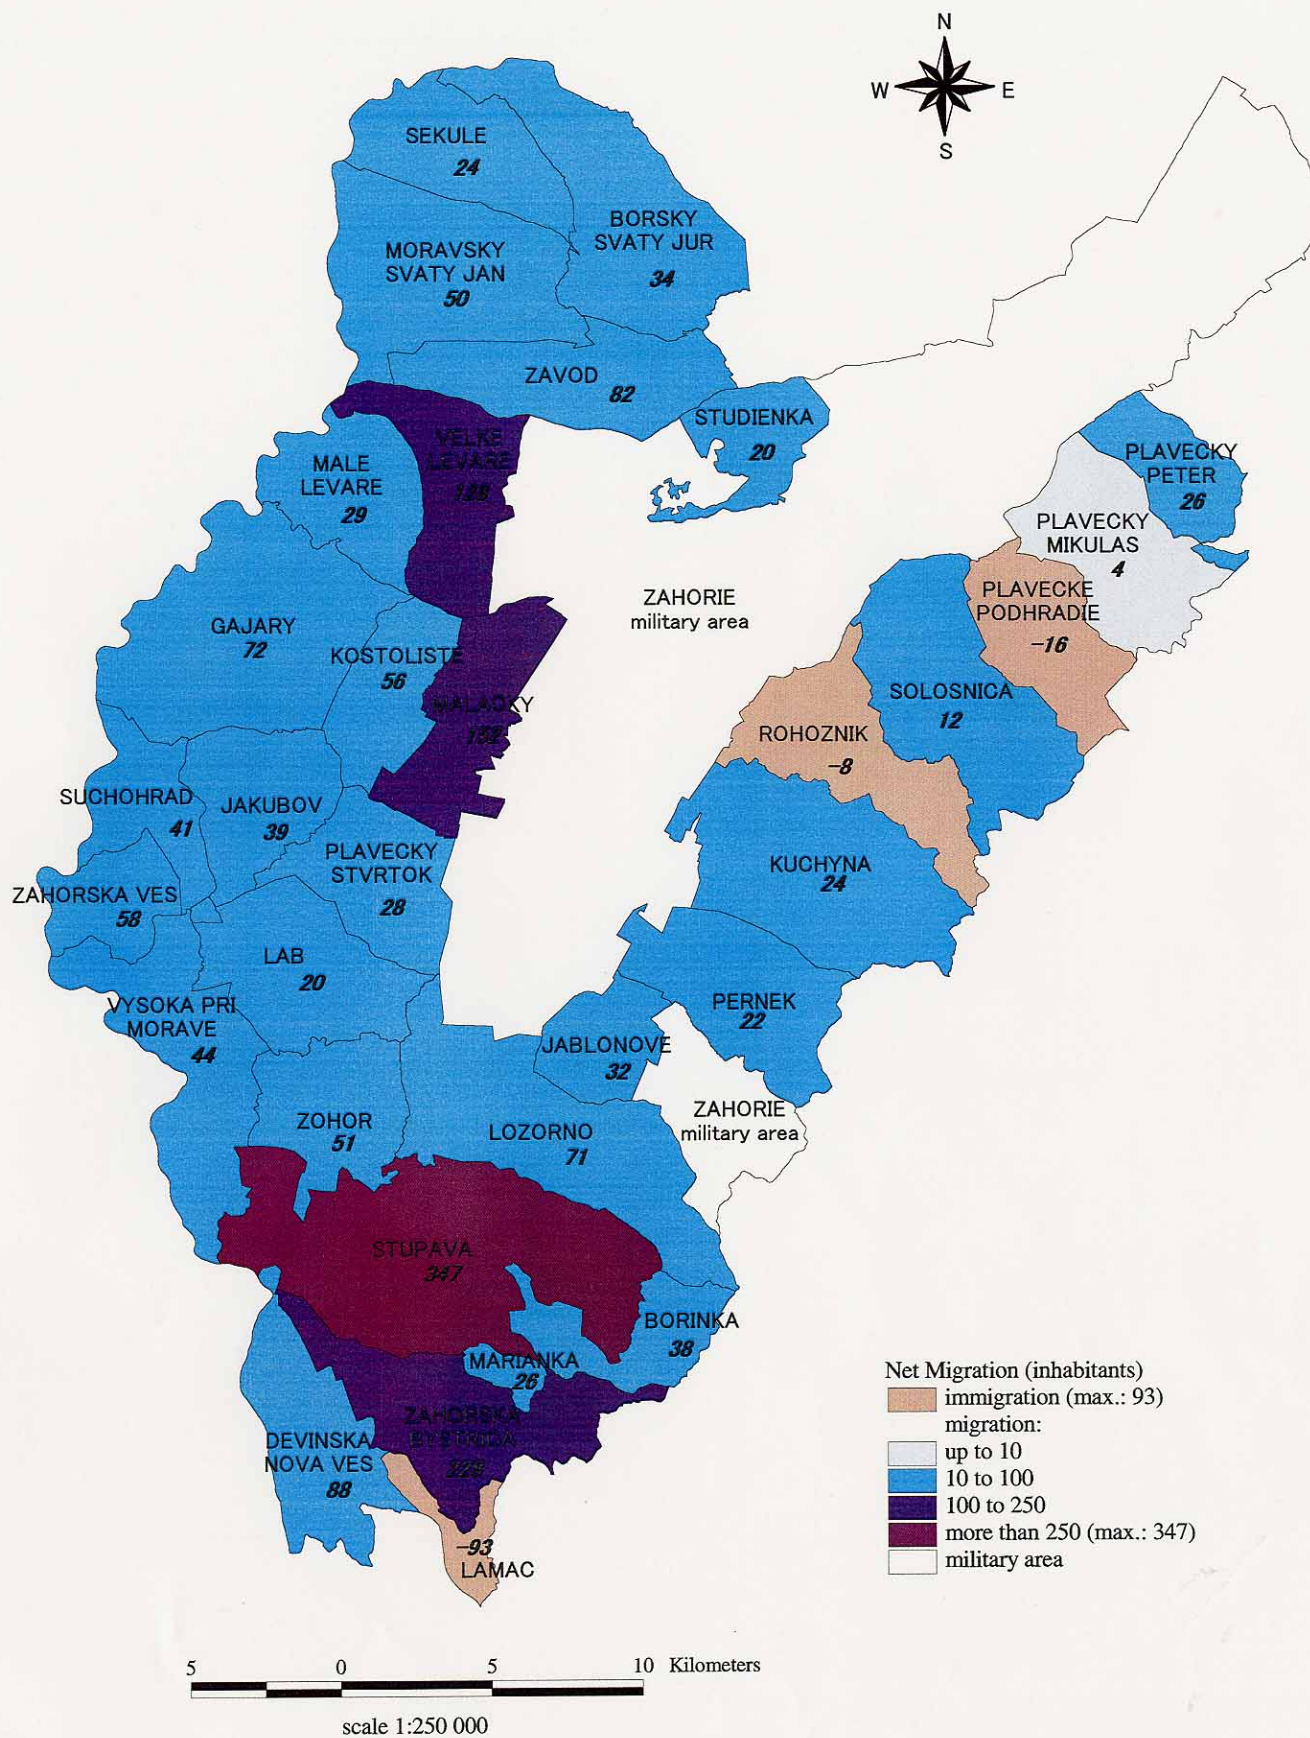 N
W E
S
SEKULE
24
BORSKY
SVATY JUR
34
MORAVSKY
SVATY JAN
50
ZAVOD
82
STUDIENKA
20
VELKE
LEVARE
MALE
LEVARE
29
PLAVECKY
PETER
26
PLAVECKY
MIKULAS
4
PLAVECKE
PODHRADIE
-16
ZAHORIE
military area
GAJARY
72
KOSTOLISTE
56
MALACKY
SOLOSNICA
12
ROHOZNIK
-8
SUCHOHRAD
41
JAKUBOV
39
PLAVECKY
STVRTOK
28
KUCHYNA
24
ZAHORSKA VES
58
LAB
20
VYSOKA PRI
MORAVE
44
PERNEK
22
JABLONOVE
32
ZAHORIE
military area
ZOHOR
51
LOZORNO
71
STUPAVA
347
BORINKA
38
MARIANKA
26
ZAHORSKA
BYSTRICA
DEVINSKA
NOVA VES
88
-93
LAMAC
Net Migration (inhabitants)
immigration (max.: 93)
migration:
up to 10
10 to 100
100 to 250
more than 250 (max.: 347)
military area
5 0 5 10 Kilometers
scale 1:250 000